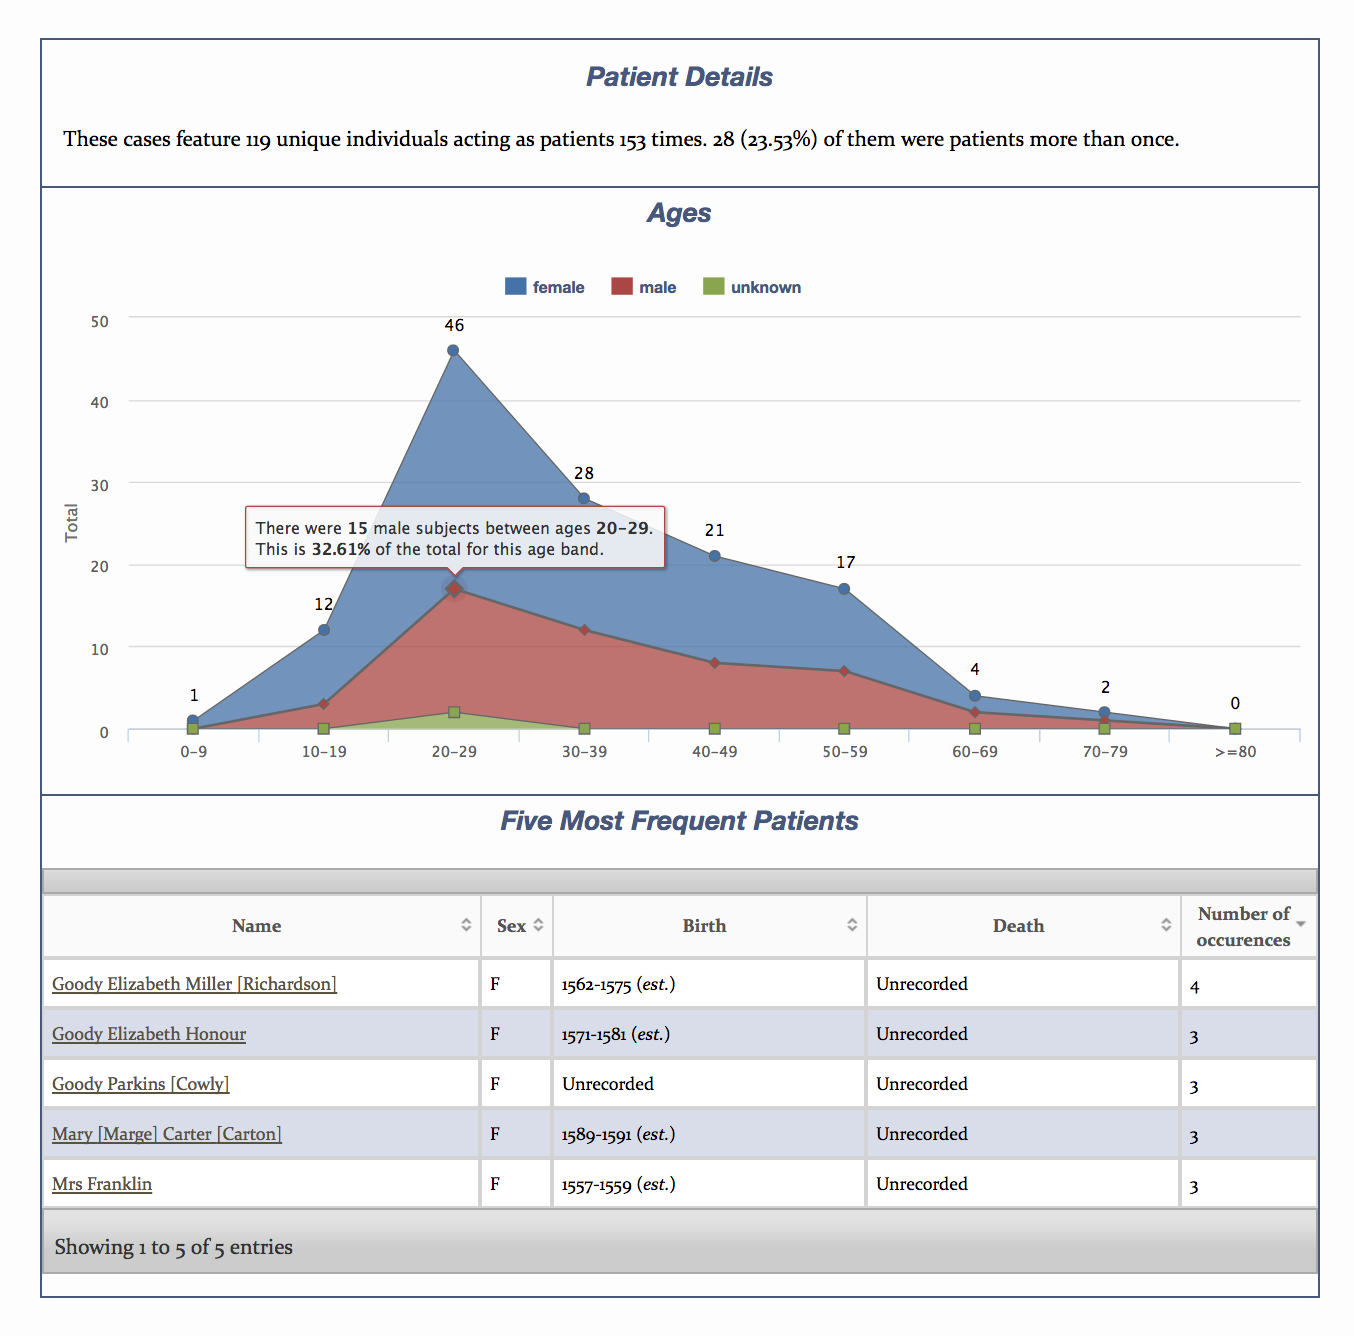 Patient Details
These cases feature 119 unique individuals acting as patients 153 times. 28 (23.53%) of them were patients more than once.
Ages
female male unknown
50
46
40
28
30
There were 15 male subjects between ages 20-29.
This is 32.61% of the total for this age band.
Total
21
17
20
12
10
4
2
1
0
0
0-9 10-19 20-29 30-39 40-49 50-59 60-69 70-79 >=80
Five Most Frequent Patients
Name Sex Birth Death Number of occurences
Goody Elizabeth Miller [Richardson] F 1562-1575 (est.) Unrecorded 4
Goody Elizabeth Honour F 1571-1581 (est.) Unrecorded 3
Goody Parkins [Cowly] F Unrecorded Unrecorded 3
Mary [Marge] Carter [Carton] F 1589-1591 (est.) Unrecorded 3
Mrs Franklin F 1557-1559 (est.) Unrecorded 3
Showing 1 to 5 of 5 entries